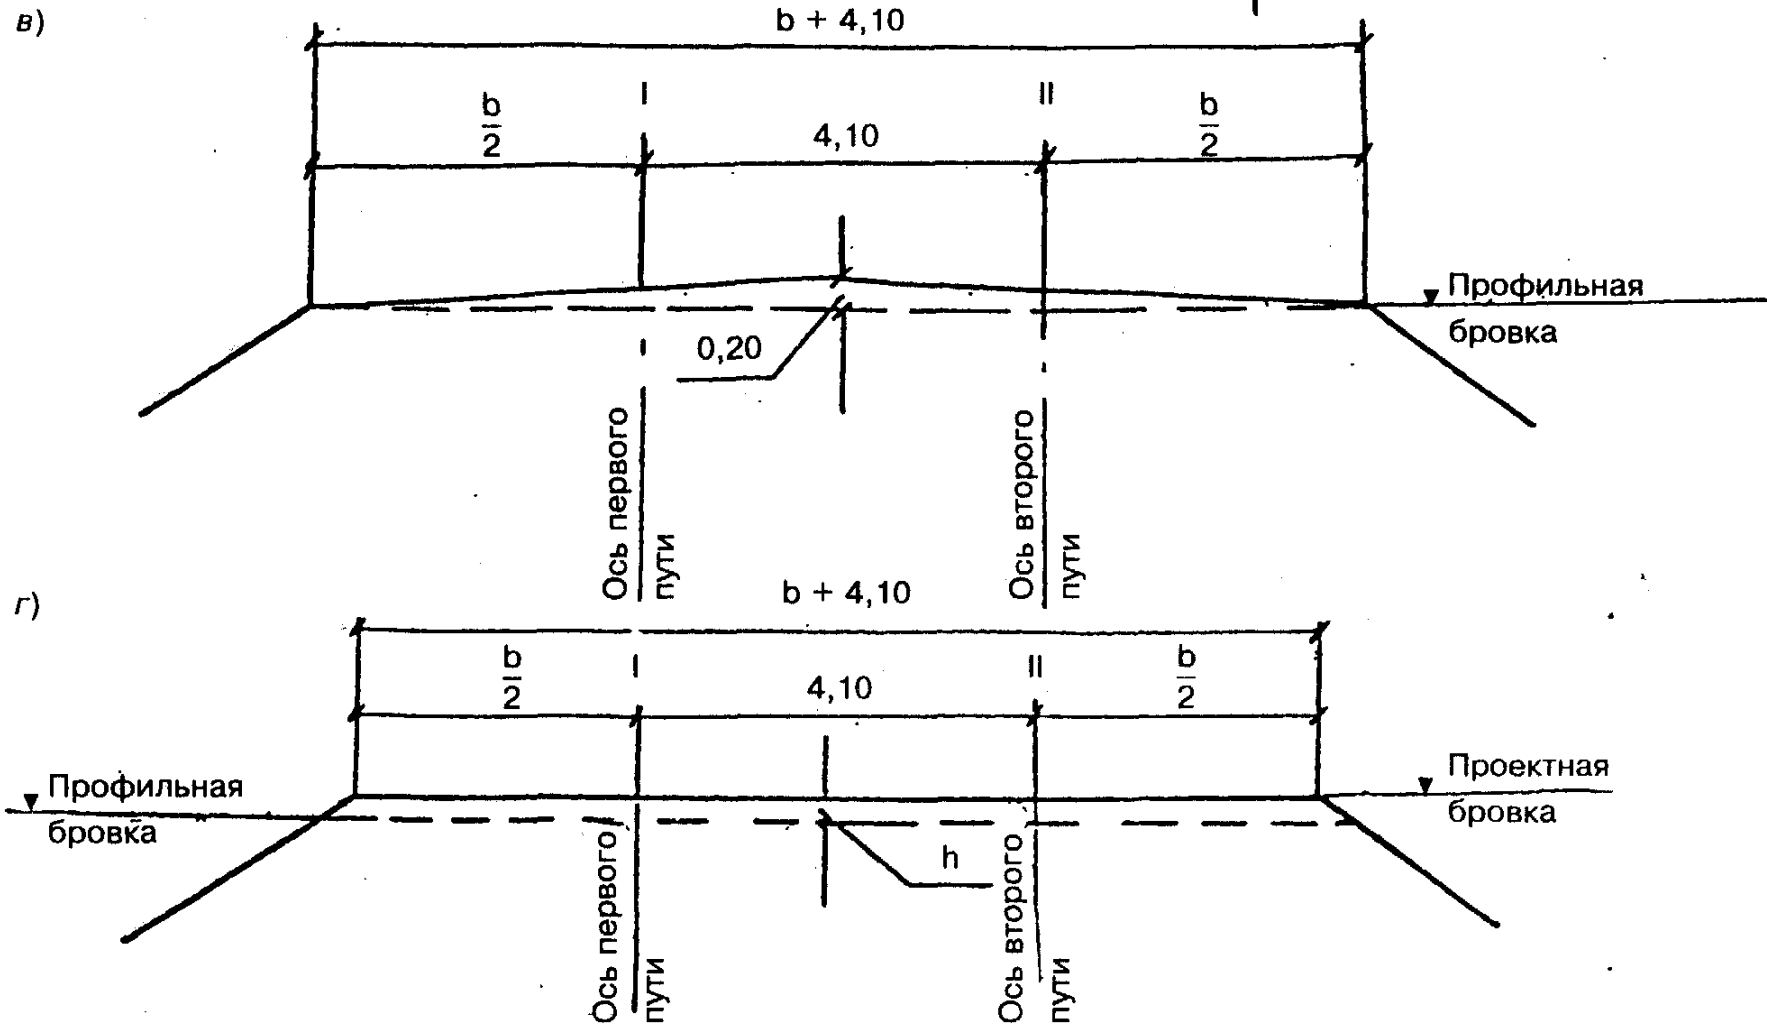 в)
b + 4,10
b
2
I
4,10
II
b
2
Профильная
бровка
0,20
Ось первого
пути
Ось второго
пути
г)
b + 4,10
b
2
I
4,10
II
b
2
Профильная
бровка
Проектная
бровка
h
Ось первого
пути
Ось второго
пути